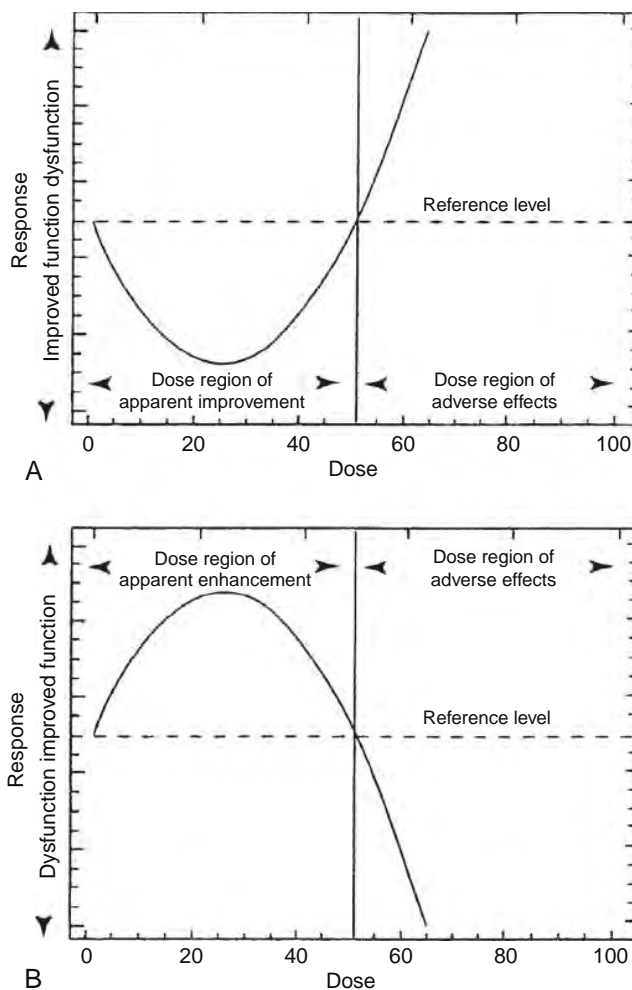 Response
Improved function dysfunction
Reference level
Dose region of
apparent improvement
Dose region of
adverse effects
0 20 40 60 80 100
Dose
A
Dose region of
apparent enhancement
Dose region of
adverse effects
Response
Dysfunction improved function
Reference level
0 20 40 60 80 100
Dose
B